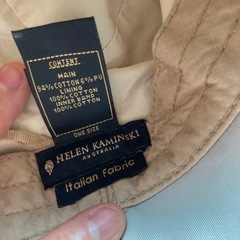 CONTENT
MAIN
94%COTTON 6%PU
LINING
100%COTTON
INNER BAND
100%COTTON
ONE SIZE
HELEN KAMINSKI
AUSTRALIA
Italian Fabric